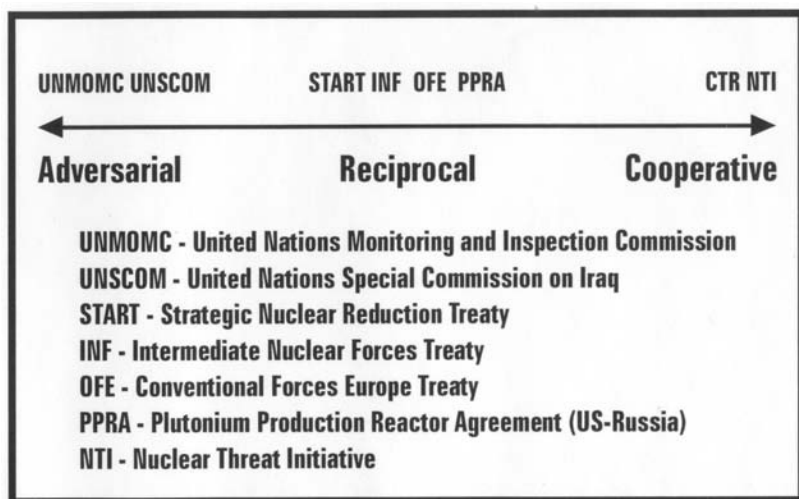 UNMOMC UNSCOM START INF OFE PPRA CTR NTI
Adversarial Reciprocal Cooperative
UNMOMC - United Nations Monitoring and Inspection Commission
UNSCOM - United Nations Special Commission on Iraq
START - Strategic Nuclear Reduction Treaty
INF - Intermediate Nuclear Forces Treaty
OFE - Conventional Forces Europe Treaty
PPRA - Plutonium Production Reactor Agreement (US-Russia)
NTI - Nuclear Threat Initiative